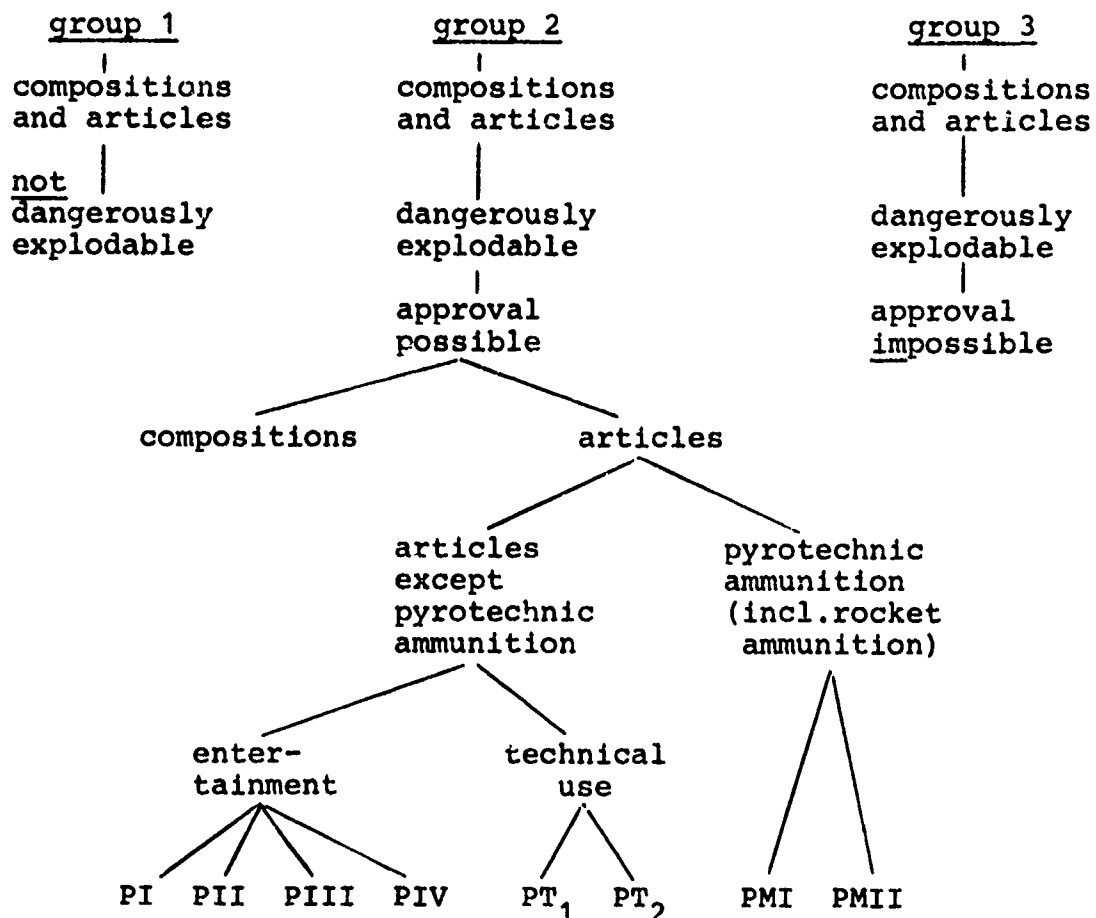 group 1
compositions
and articles
not
dangerously
explodable
group 2
compositions
and articles
dangerously
explodable
approval
possible
group 3
compositions
and articles
dangerously
explodable
approval
impossible
compositions
articles
articles
except
pyrotechnic
ammunition
pyrotechnic
ammunition
(incl.rocket
ammunition)
enter-
tainment
technical
use
PI PII PIII PIV
PT₁ PT₂
PMI PMII